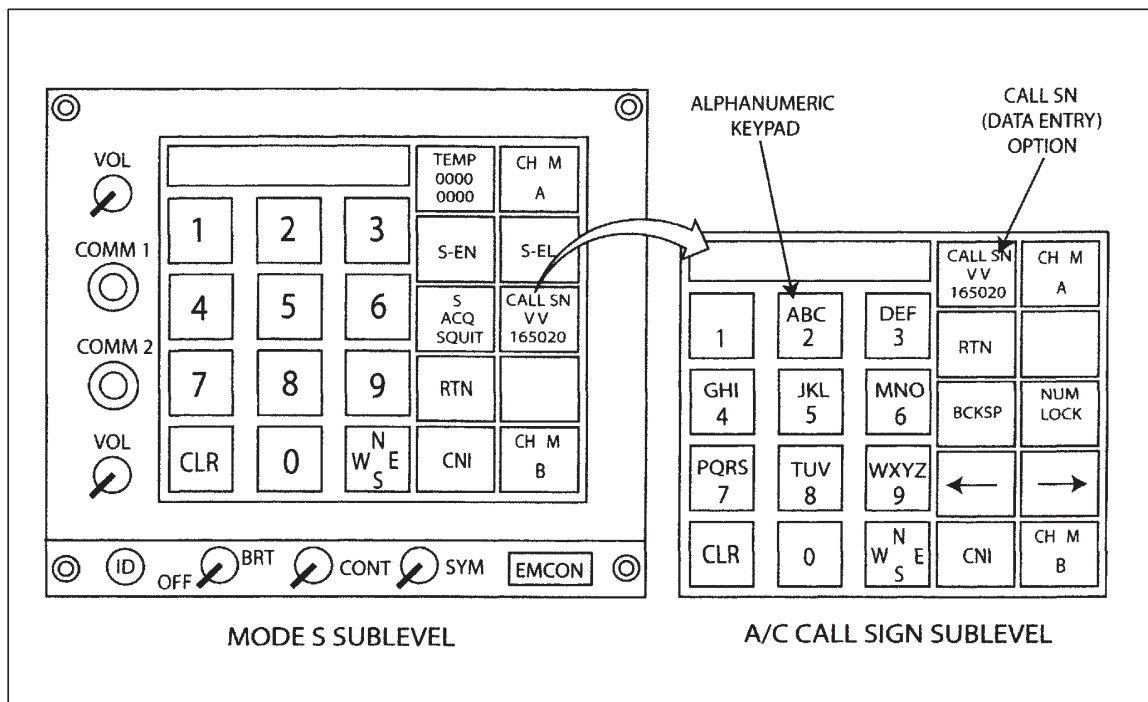 VOL
COMM 1
COMM 2
VOL
TEMP
0000
0000
CH M
A
1
2
3
S-EN
S-EL
4
5
6
S
ACQ
SQUIT
CALL SN
V V
165020
7
8
9
RTN
CLR
0
N
W E
S
CNI
CH M
B
ID
OFF
BRT
CONT
SYM
EMCON
MODE S SUBLEVEL
ALPHANUMERIC
KEYPAD
CALL SN
(DATA ENTRY)
OPTION
CALL SN
V V
165020
CH M
A
1
ABC
2
DEF
3
RTN
GHI
4
JKL
5
MNO
6
BCKSP
NUM
LOCK
PQRS
7
TUV
8
WXYZ
9
CLR
0
N
W E
S
CNI
CH M
B
A/C CALL SIGN SUBLEVEL